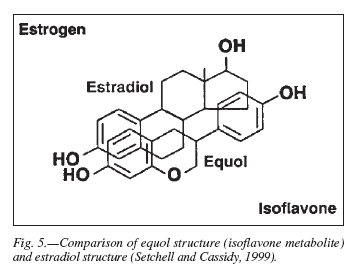 Estrogen
OH
Estradiol
OH
HO
HO
O
Equol
Isoflavone
Fig. 5.—Comparison of equol structure (isoflavone metabolite)
and estradiol structure (Setchell and Cassidy, 1999).